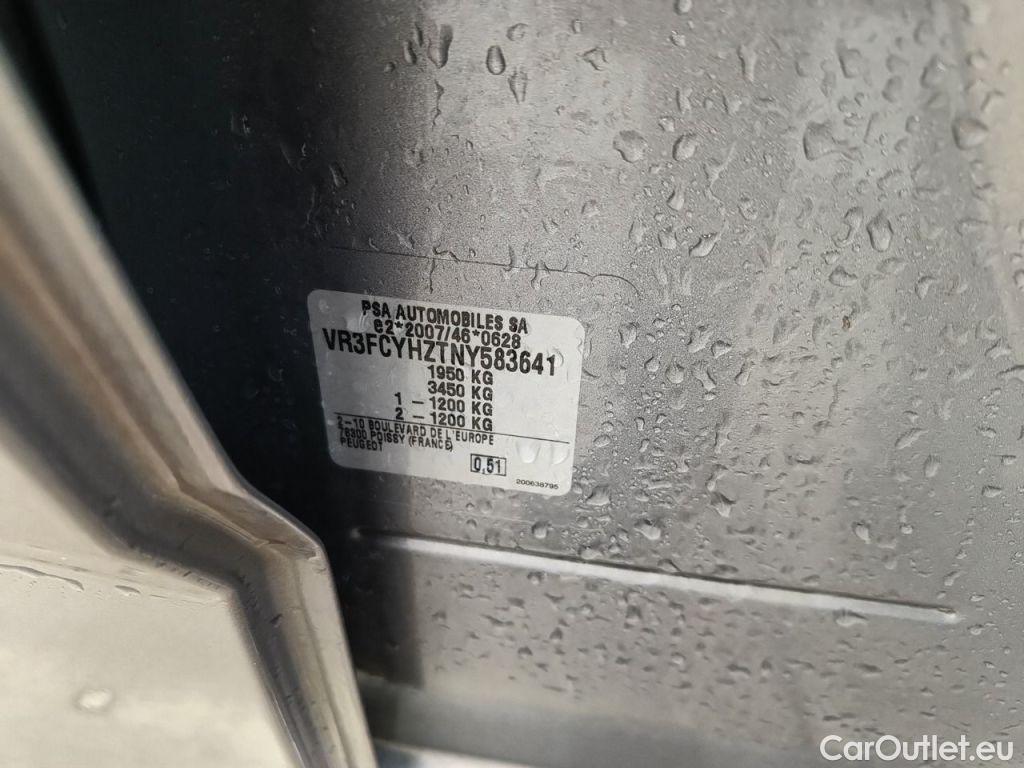 PSA AUTOMOBILES SA
e2*2007/46*0628
VR3FCYHZTNY583641
1950 KG
3450 KG
1 - 1200 KG
2 - 1200 KG
2-10 BOULEVARD DE L'EUROPE
78300 POISSY (FRANCE)
PEUGEOT
0,51
200638795
CarOutlet.eu